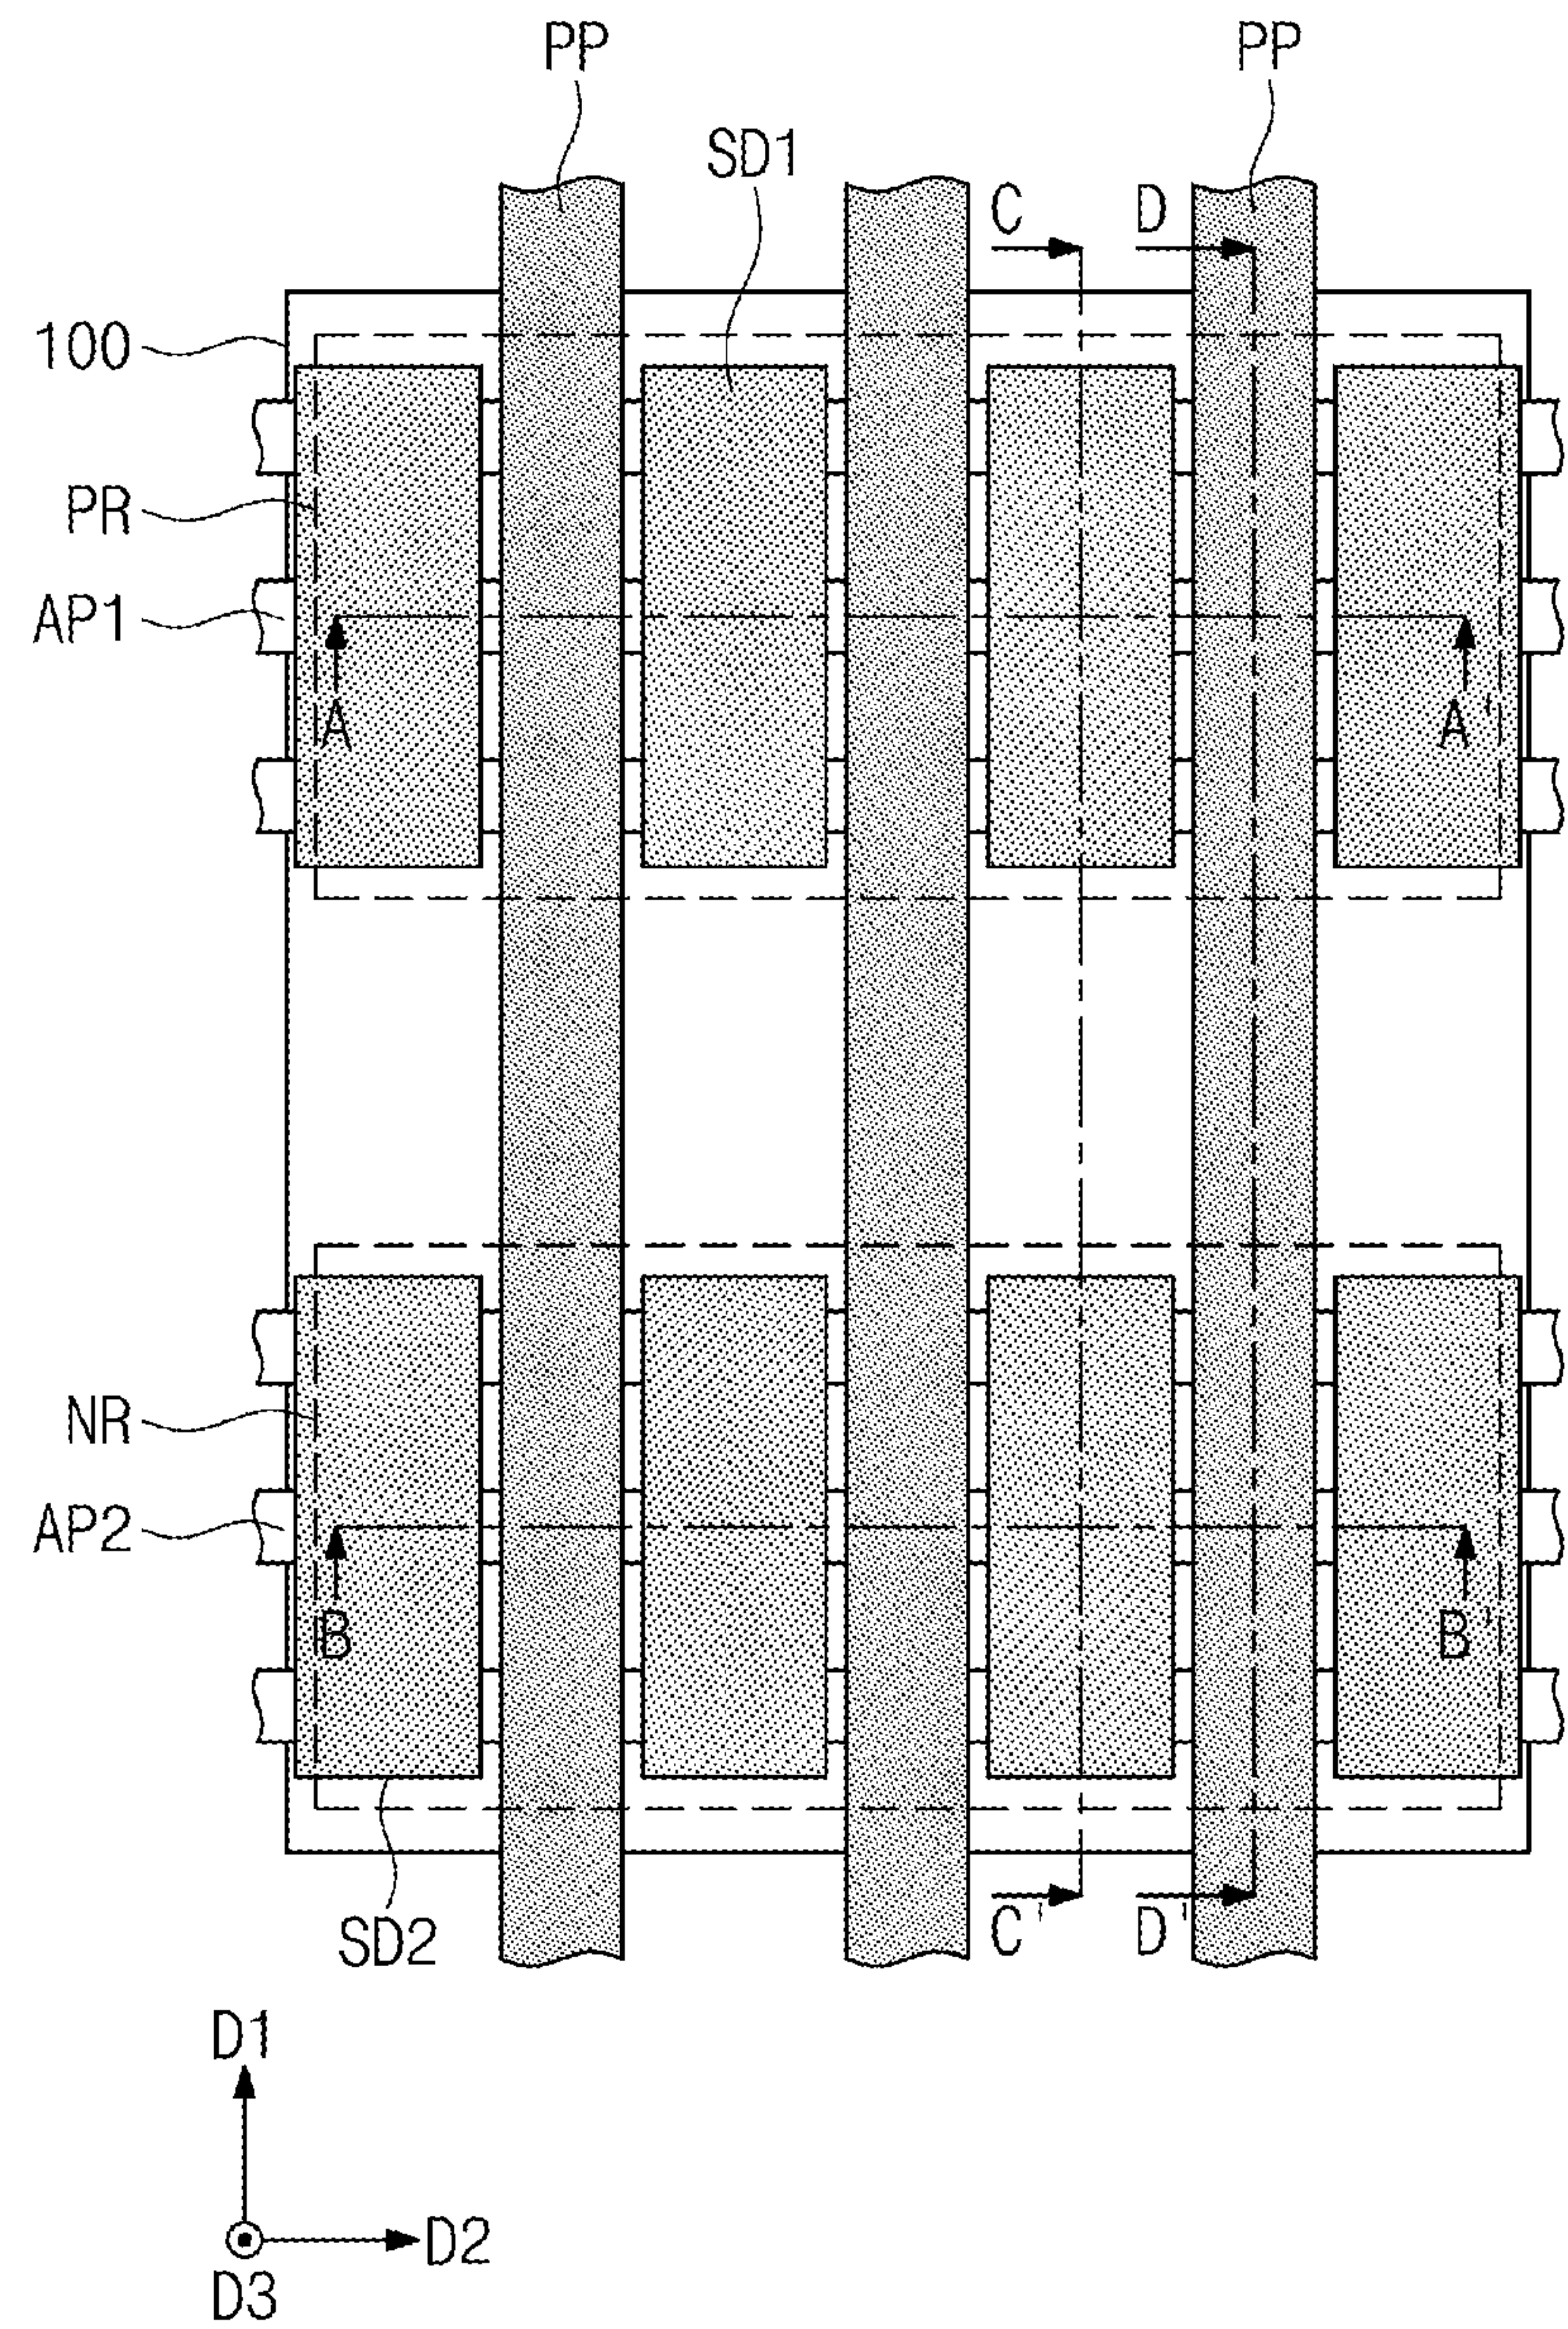 PP PP
SD1
C D
100
PR
AP1
A A'
NR
AP2
B B'
C' D'
SD2
D1
D2
D3